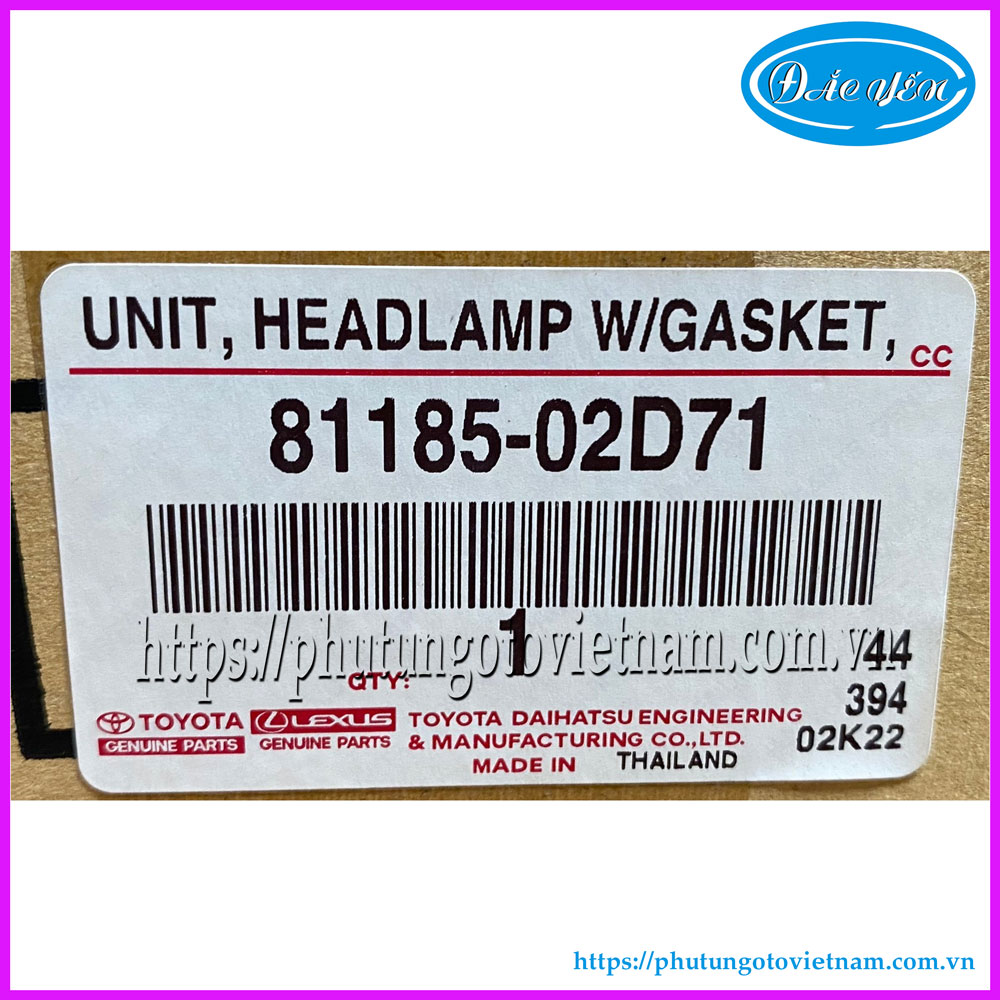 ĐẮC YẾN
UNIT, HEADLAMP W/GASKET, CC
81185-02D71
https://phutungotovietnam.com.vn
QTY: 1
44
394
02K22
TOYOTA
GENUINE PARTS
LEXUS
GENUINE PARTS
TOYOTA DAIHATSU ENGINEERING
& MANUFACTURING CO.,LTD.
MADE IN THAILAND
https://phutungotovietnam.com.vn